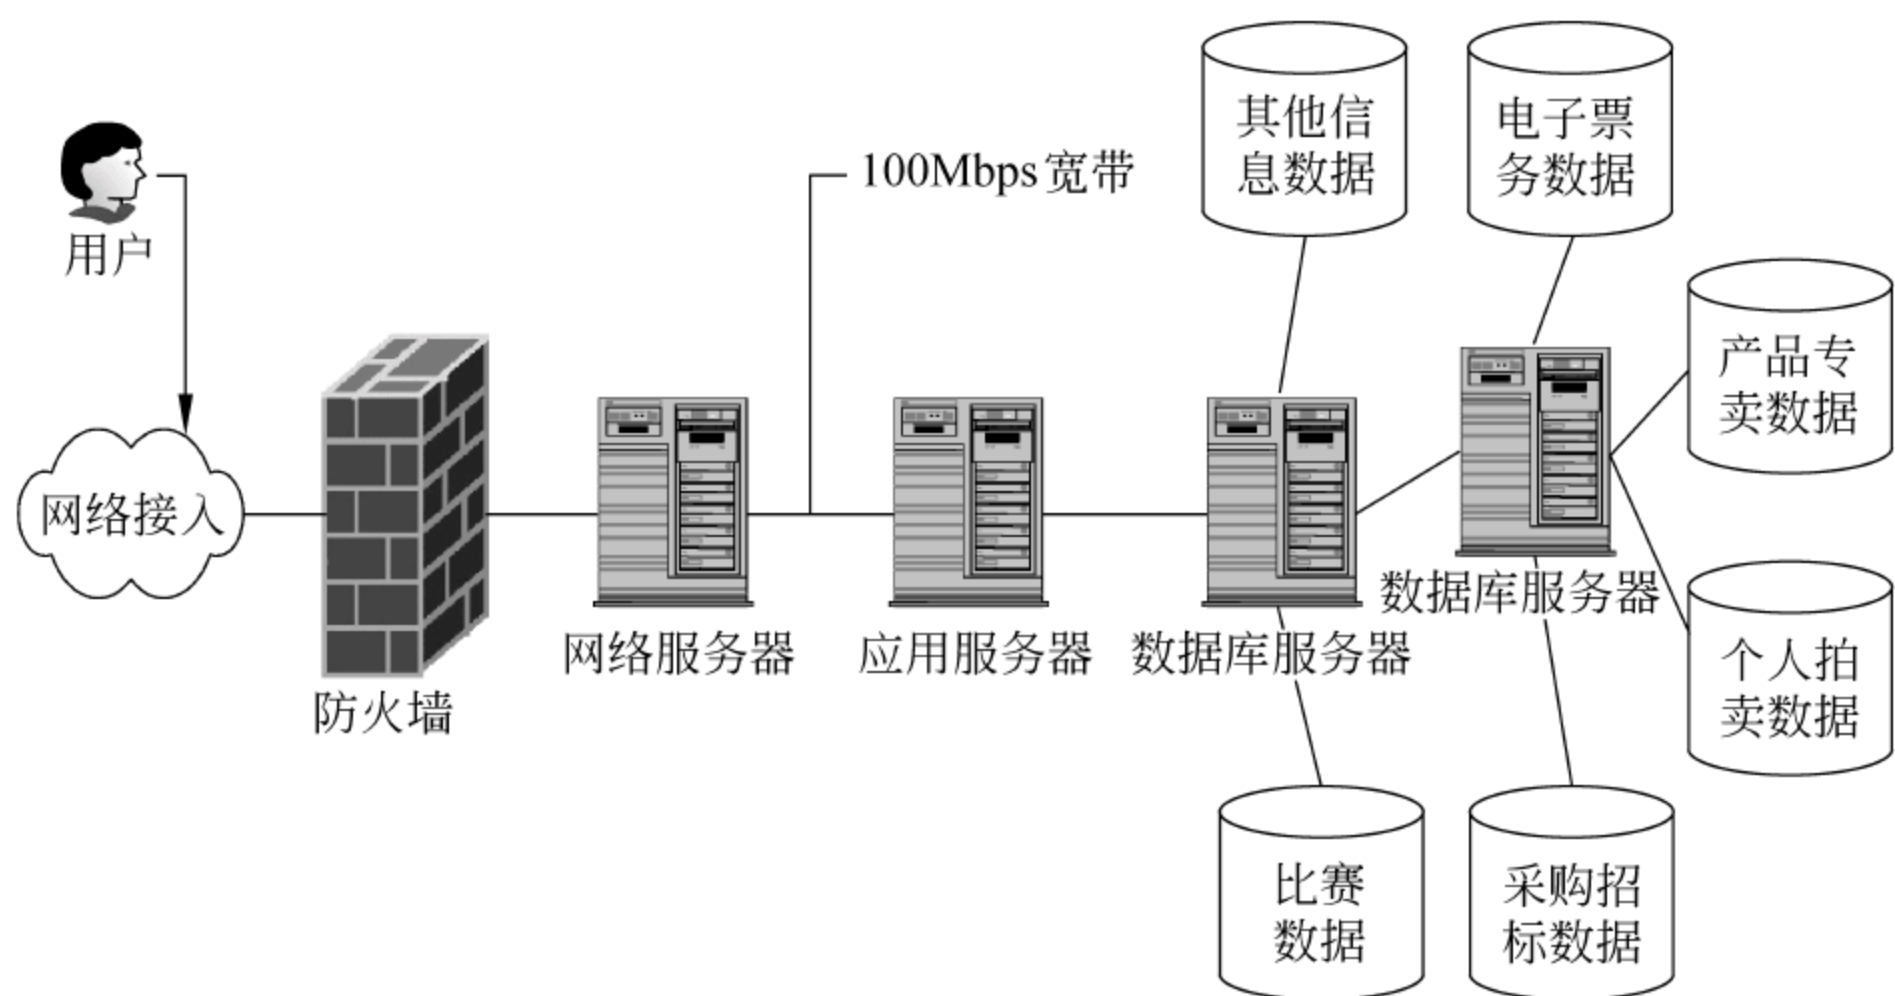 其他信
息数据
电子票
务数据
100Mbps宽带
用户
产品专
卖数据
网络接入
数据库服务器
网络服务器
应用服务器
数据库服务器
个人拍
卖数据
防火墙
比赛
数据
采购招
标数据